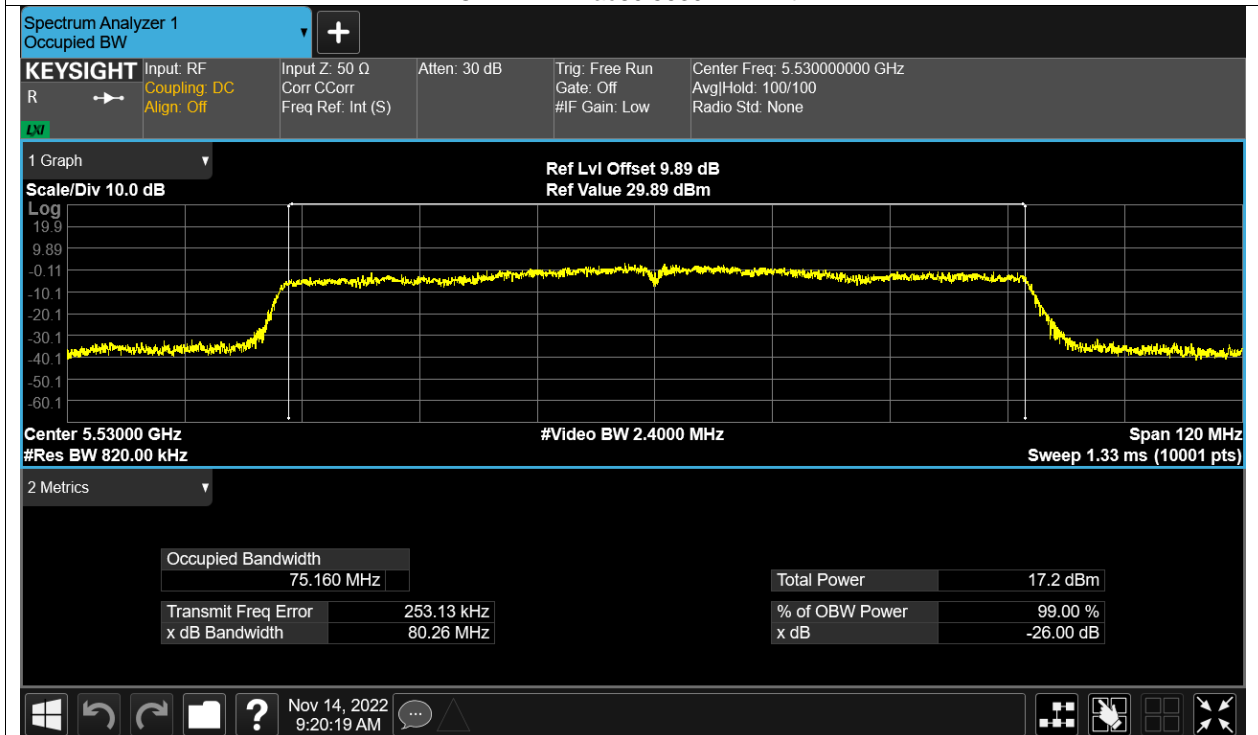 Spectrum Analyzer 1
Occupied BW
KEYSIGHT
R
LXI
Input: RF
Coupling: DC
Align: Off
Input Z: 50 Ω
Corr CCorr
Freq Ref: Int (S)
Atten: 30 dB
Trig: Free Run
Gate: Off
#IF Gain: Low
Center Freq: 5.530000000 GHz
Avg|Hold: 100/100
Radio Std: None
1 Graph
Scale/Div 10.0 dB
Ref Lvl Offset 9.89 dB
Ref Value 29.89 dBm
Log
19.9
9.89
-0.11
-10.1
-20.1
-30.1
-40.1
-50.1
-60.1
Center 5.53000 GHz
#Video BW 2.4000 MHz
Span 120 MHz
#Res BW 820.00 kHz
Sweep 1.33 ms (10001 pts)
2 Metrics
Occupied Bandwidth
75.160 MHz
Total Power 17.2 dBm
Transmit Freq Error 253.13 kHz
% of OBW Power 99.00 %
x dB Bandwidth 80.26 MHz
x dB -26.00 dB
?
Nov 14, 2022
9:20:19 AM